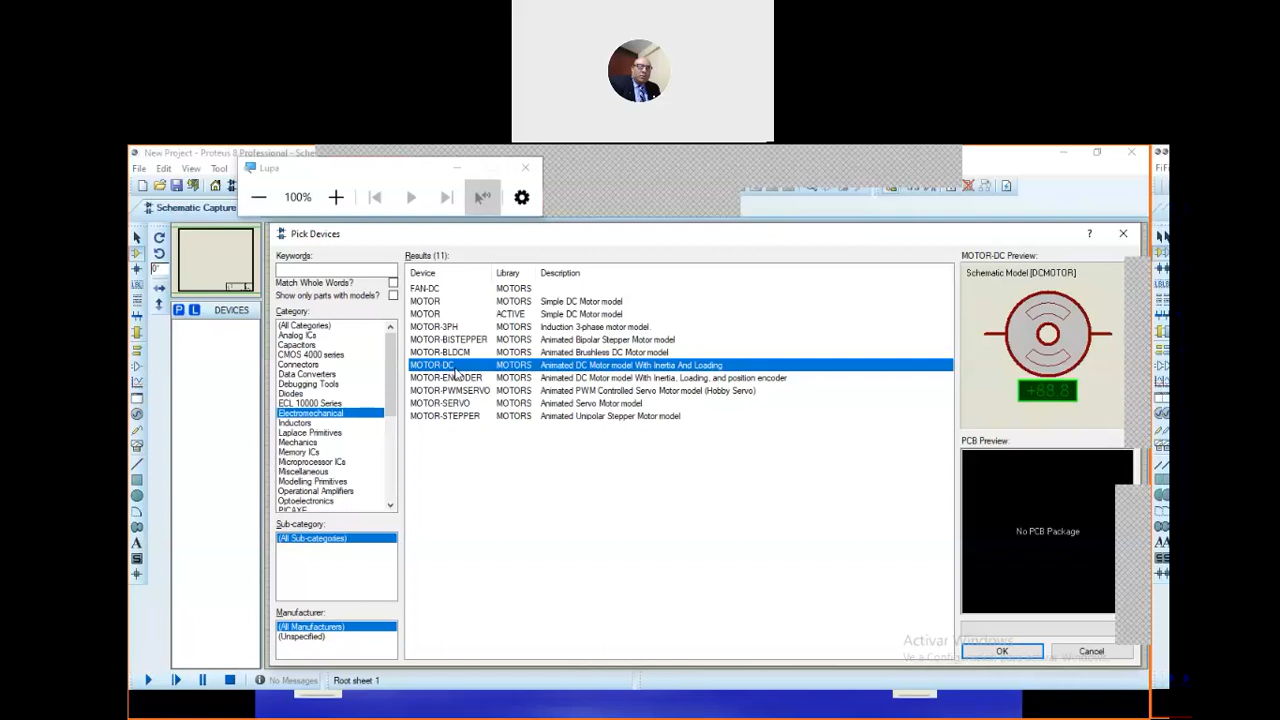 New Project - Proteus 8 Professional - Sche
File Edit View Tool
Lupa
100%
Schematic Capture
FiFi
Pick Devices
?
Keywords:
Match Whole Words?
Show only parts with models?
Category:
(All Categories)
Analog ICs
Capacitors
CMOS 4000 series
Connectors
Data Converters
Debugging Tools
Diodes
ECL 10000 Series
Electromechanical
Inductors
Laplace Primitives
Mechanics
Memory ICs
Microprocessor ICs
Miscellaneous
Modelling Primitives
Operational Amplifiers
Optoelectronics
PICAXE
Sub-category:
(All Sub-categories)
Manufacturer:
(All Manufacturers)
(Unspecified)
Results (11):
Device Library Description
FAN-DC MOTORS
MOTOR MOTORS Simple DC Motor model
MOTOR ACTIVE Simple DC Motor model
MOTOR-3PH MOTORS Induction 3-phase motor model.
MOTOR-BISTEPPER MOTORS Animated Bipolar Stepper Motor model
MOTOR-BLDCM MOTORS Animated Brushless DC Motor model
MOTOR-DC MOTORS Animated DC Motor model With Inertia And Loading
MOTOR-ENCODER MOTORS Animated DC Motor model With Inertia, Loading, and position encoder
MOTOR-PWMSERVO MOTORS Animated PWM Controlled Servo Motor model (Hobby Servo)
MOTOR-SERVO MOTORS Animated Servo Motor model
MOTOR-STEPPER MOTORS Animated Unipolar Stepper Motor model
MOTOR-DC Preview:
Schematic Model [DCMOTOR]
+88.8
PCB Preview:
No PCB Package
P L DEVICES
0°
LBL
A
S
Activar Windows
OK Cancel
No Messages Root sheet 1